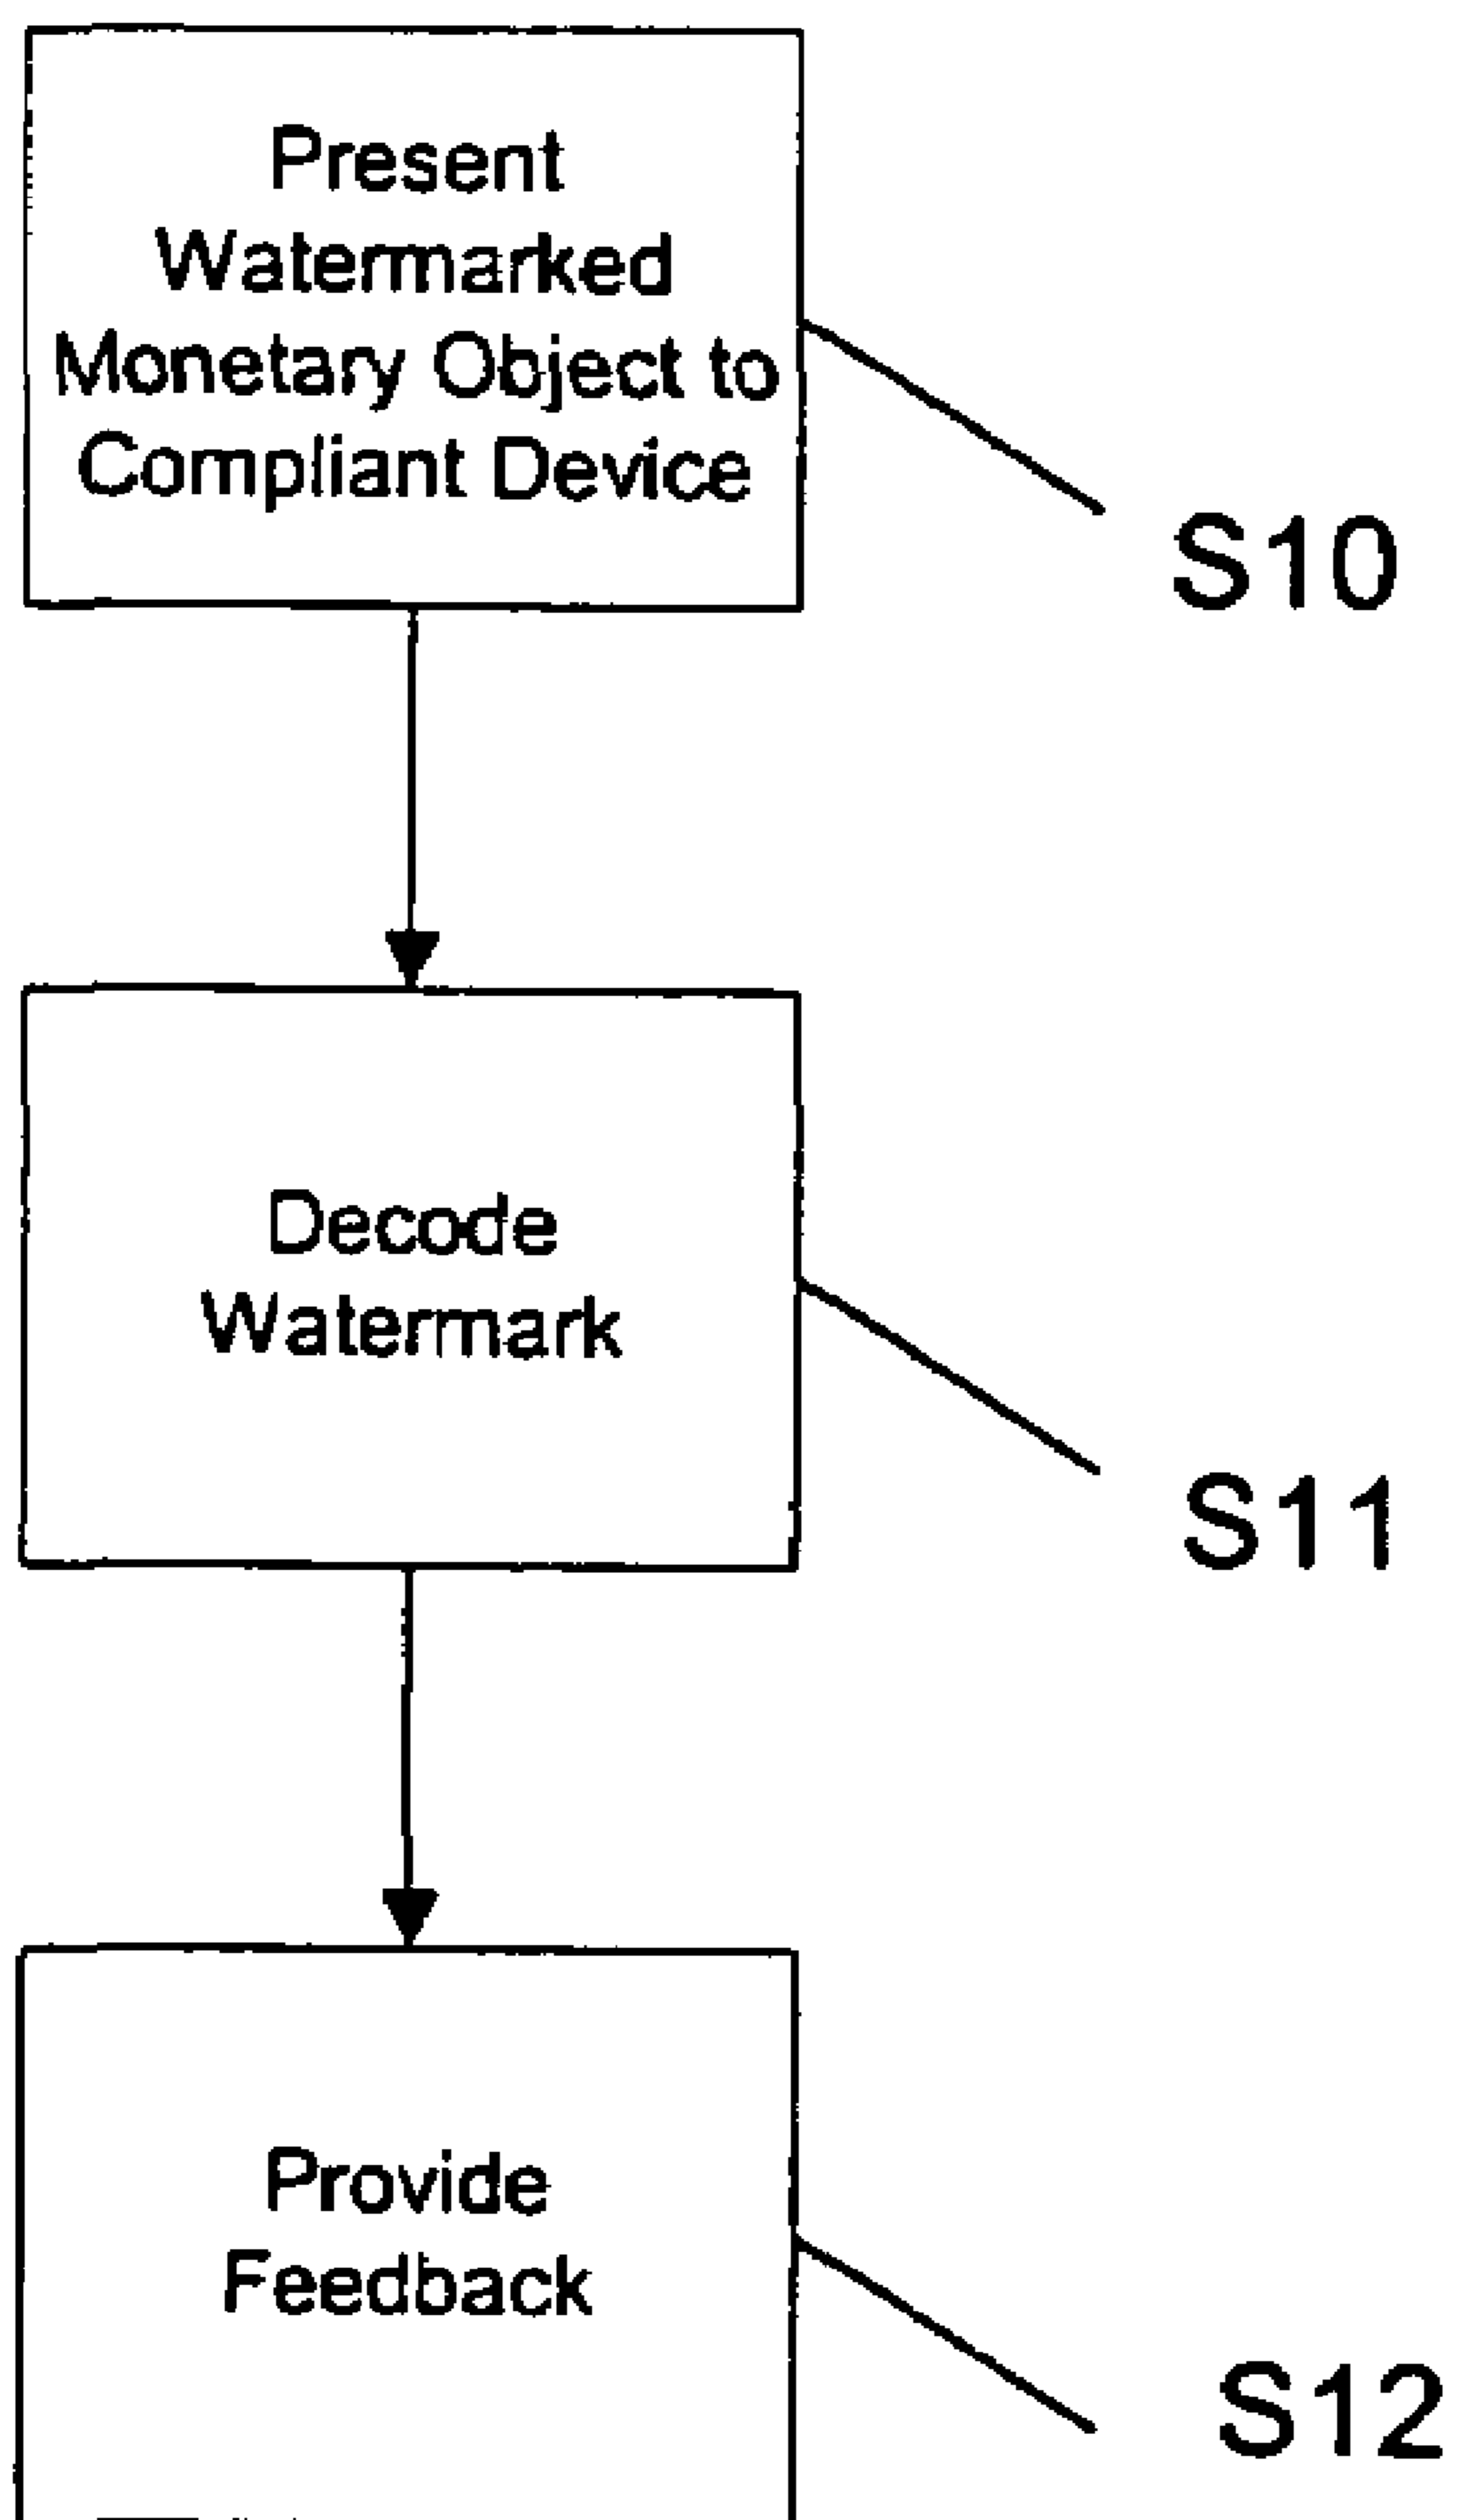 Present
Watermarked
Monetary Object to
Compliant Device
S10
Decode
Watermark
S11
Provide
Feedback
S12